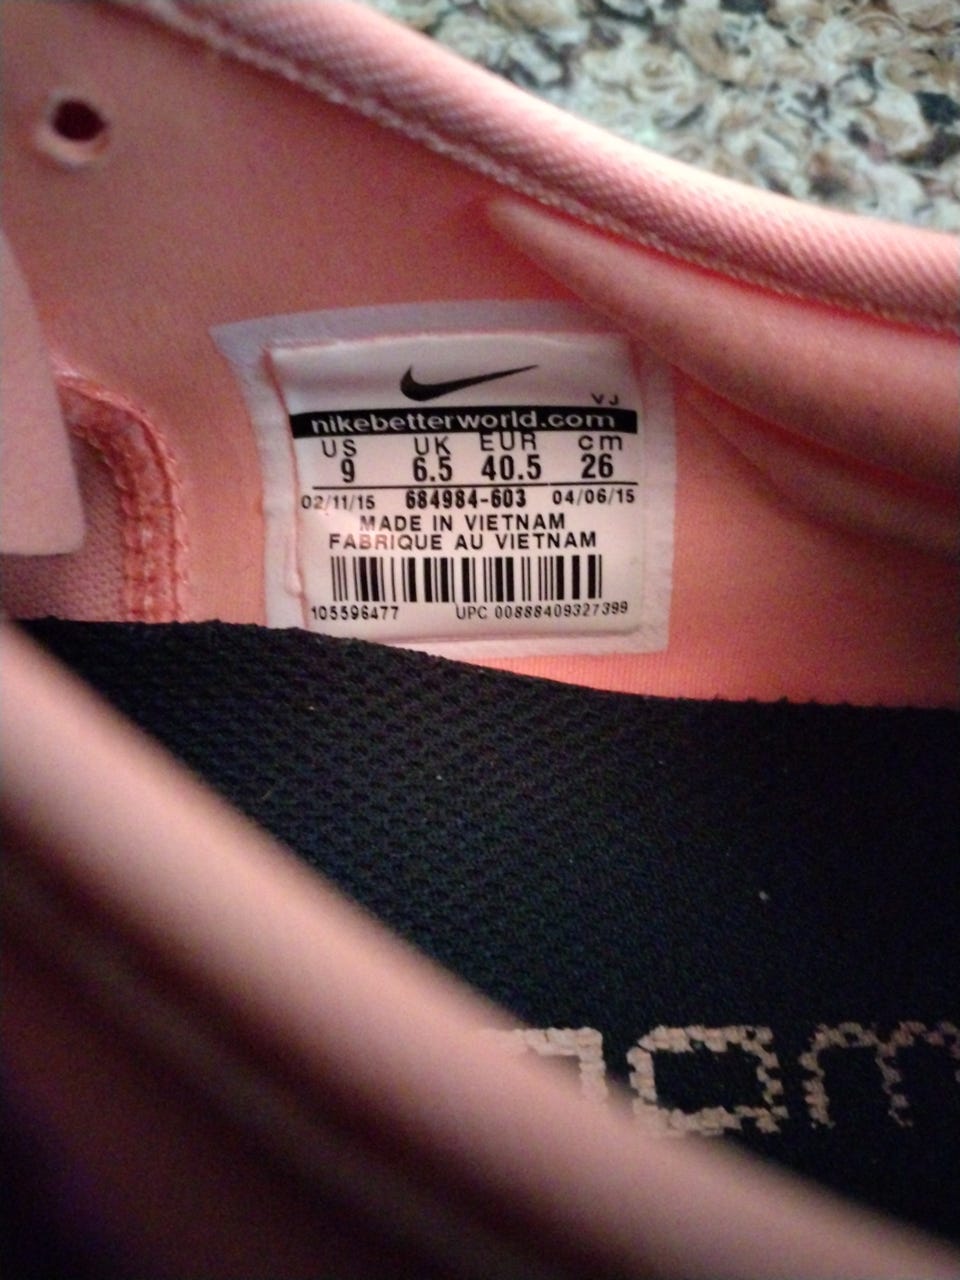 VJ
nikebetterworld.com
US UK EUR cm
9 6.5 40.5 26
02/11/15 684984-603 04/06/15
MADE IN VIETNAM
FABRIQUE AU VIETNAM
105596477 UPC 00888409327399